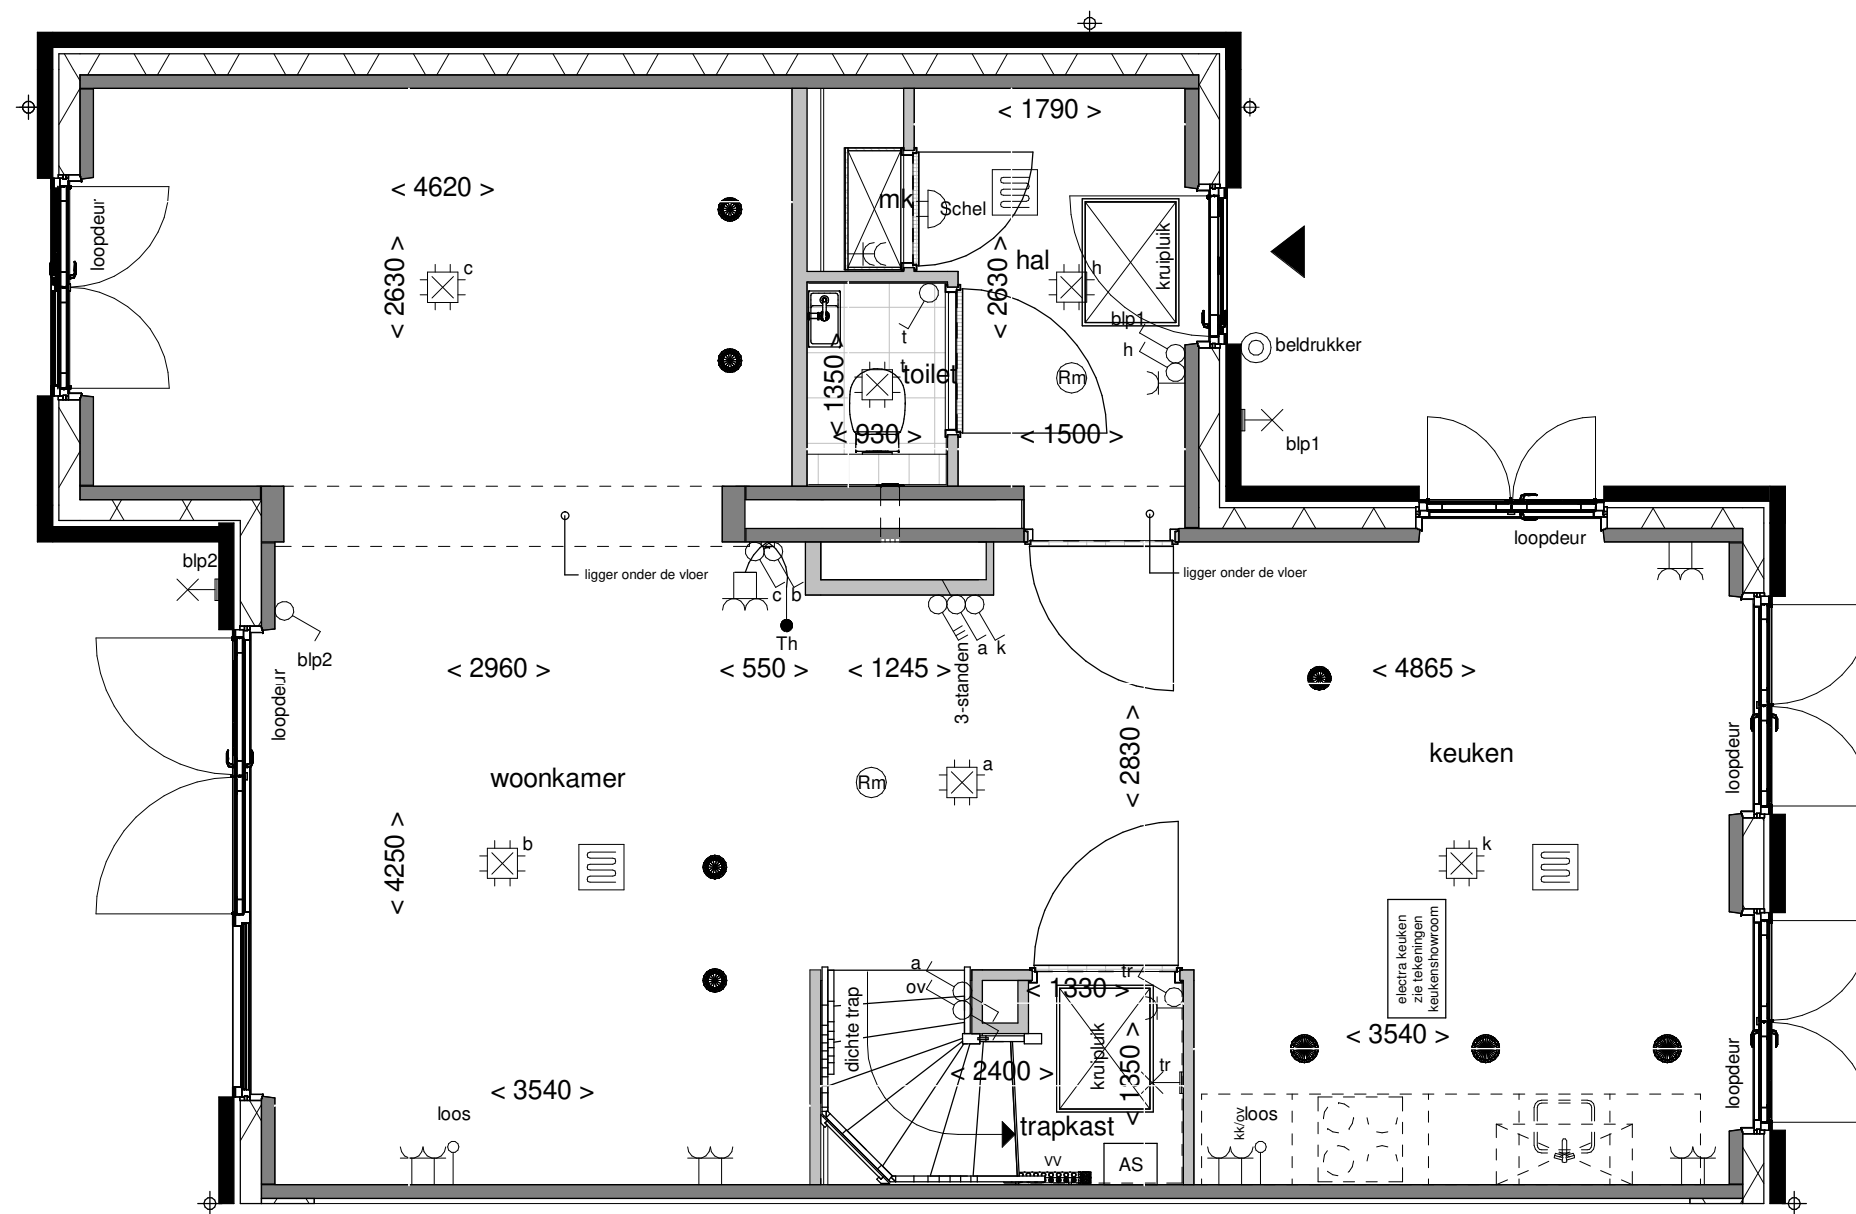 < 1790 >
< 4620 >
loopdeur
mk
Schel
kruipluik
< 2630 >
c
< 2630 >
hal
h
blp1
h
beldrukker
t
t
toilet
< 1350 >
Rm
< 930 >
< 1500 >
blp1
loopdeur
blp2
ligger onder de vloer
ligger onder de vloer
c
b
blp2
Th
3-standen
a
k
loopdeur
< 2960 >
< 550 >
< 1245 >
< 4865 >
< 2830 >
keuken
loopdeur
woonkamer
Rm
a
b
k
< 4250 >
electra keuken
zie tekeningen
keukenshowroom
a
ov
tr
< 1330 >
dichte trap
kruipluik
< 1350 >
< 3540 >
< 2400 >
tr
< 3540 >
loopdeur
loos
trapkast
kk/ov
loos
vv
AS